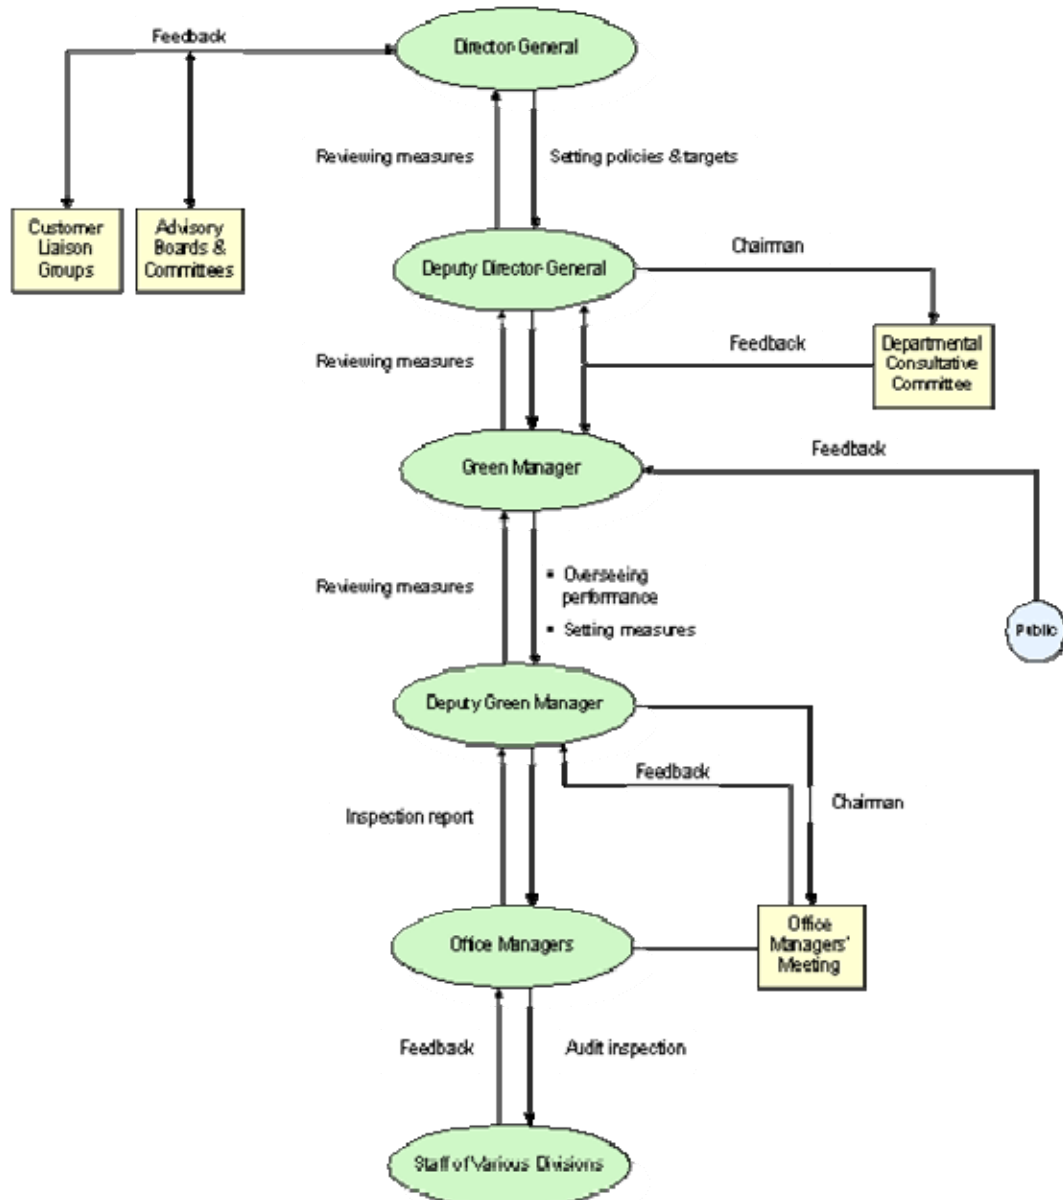 Feedback
Director-General
Reviewing measures
Setting policies & targets
Customer
Liaison
Groups
Advisory
Boards &
Committees
Chairman
Deputy Director-General
Feedback
Departmental
Consultative
Committee
Reviewing measures
Feedback
Green Manager
Reviewing measures
▪ Overseeing
performance
▪ Setting measures
Public
Deputy Green Manager
Feedback
Chairman
Inspection report
Office Managers
Office
Managers'
Meeting
Feedback
Audit inspection
Staff of Various Divisions